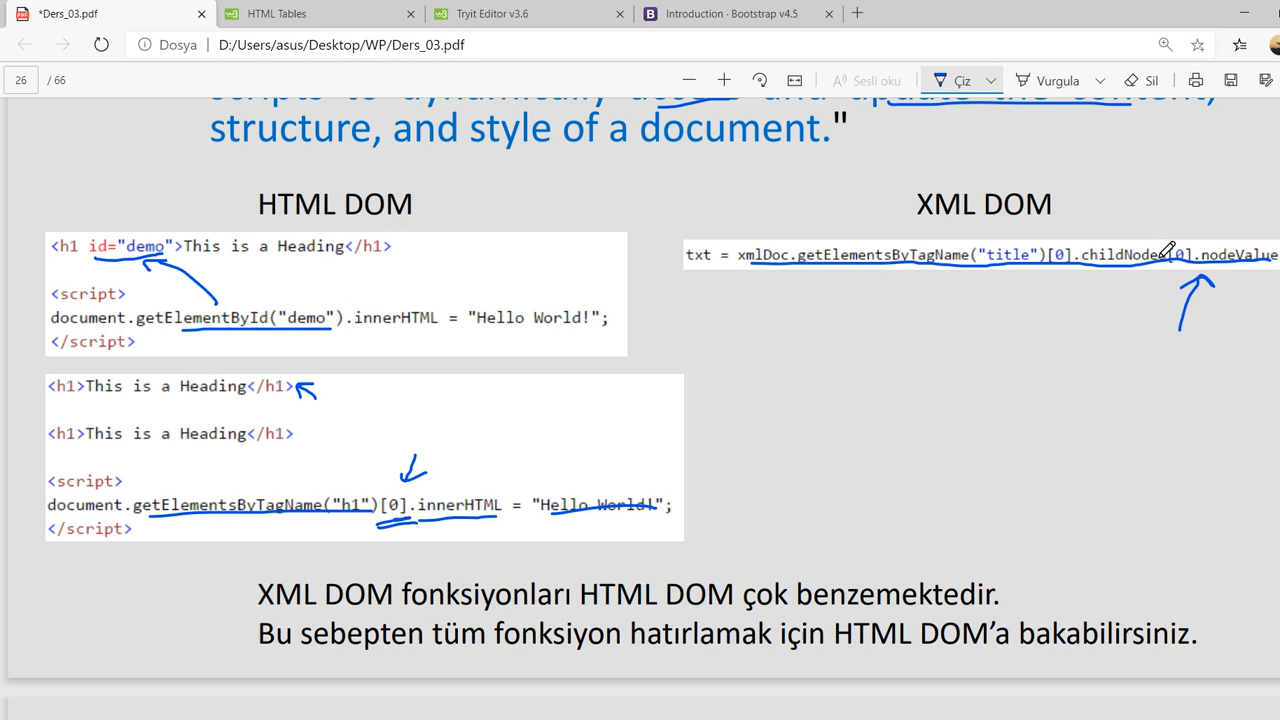 *Ders_03.pdf
HTML Tables
Tryit Editor v3.6
Introduction · Bootstrap v4.5
Dosya
D:/Users/asus/Desktop/WP/Ders_03.pdf
26 / 66
Sesli oku
Çiz
Vurgula
Sil
structure, and style of a document."
HTML DOM
<h1 id="demo">This is a Heading</h1>
<script>
document.getElementById("demo").innerHTML = "Hello World!";
</script>
<h1>This is a Heading</h1>
<h1>This is a Heading</h1>
<script>
document.getElementsByTagName("h1")[0].innerHTML = "Hello World!";
</script>
XML DOM
txt = xmlDoc.getElementsByTagName("title")[0].childNodes[0].nodeValue
XML DOM fonksiyonları HTML DOM çok benzemektedir.
Bu sebepten tüm fonksiyon hatırlamak için HTML DOM’a bakabilirsiniz.